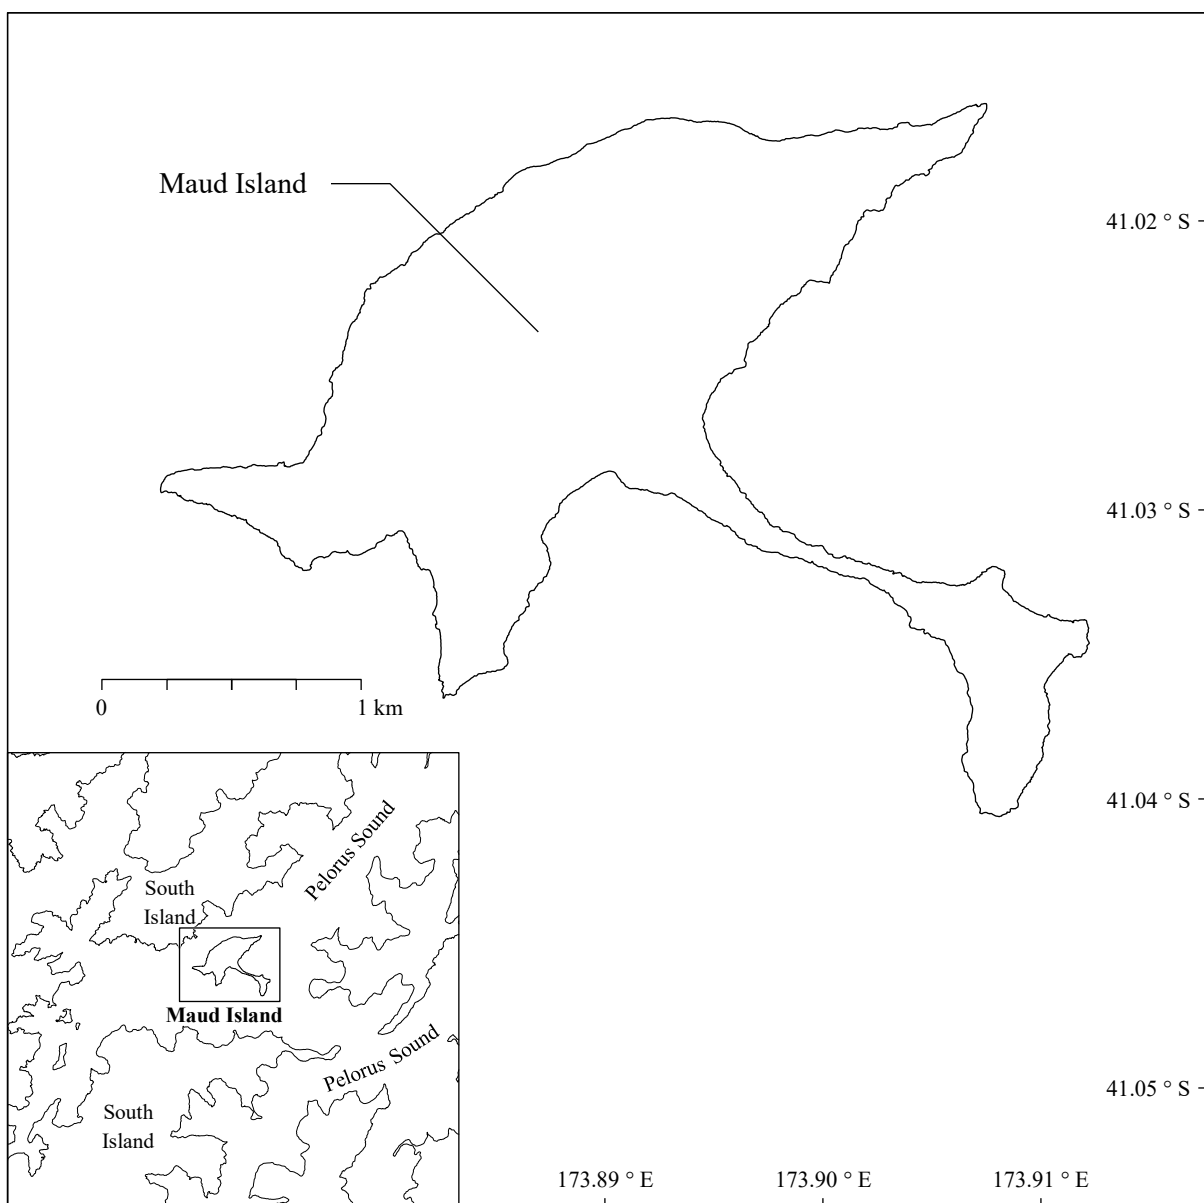 Maud Island
41.02 ° S
41.03 ° S
0
1 km
41.04 ° S
Pelorus Sound
South
Island
Maud Island
Pelorus Sound
41.05 ° S
South
Island
173.89 ° E
173.90 ° E
173.91 ° E